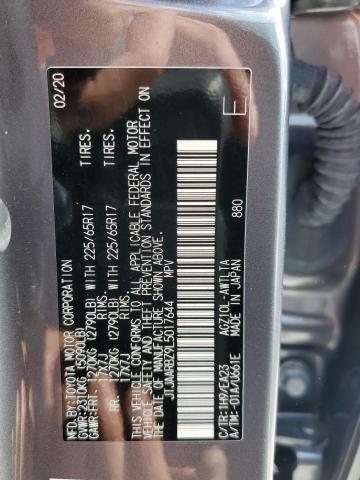 MFD.BY:TOYOTA MOTOR CORPORATION 02/20
GVWR:2310KG (5090LB)
GAWR:FRT. 1270KG (2790LB) WITH 225/65R17 TIRES.
17X7J RIMS
RR. 1270KG (2790LB) WITH 225/65R17 TIRES.
17X7J RIMS
THIS VEHICLE CONFORMS TO ALL APPLICABLE FEDERAL MOTOR
VEHICLE SAFETY AND THEFT PREVENTION STANDARDS IN EFFECT ON
THE DATE OF MANUFACTURE SHOWN ABOVE.
JTJAARBZ9L5017644 MPV
C/TR:1H9/EA23 AGZ10L-AWTLTA 880 E
A/TM:-01A/U661E MADE IN JAPAN